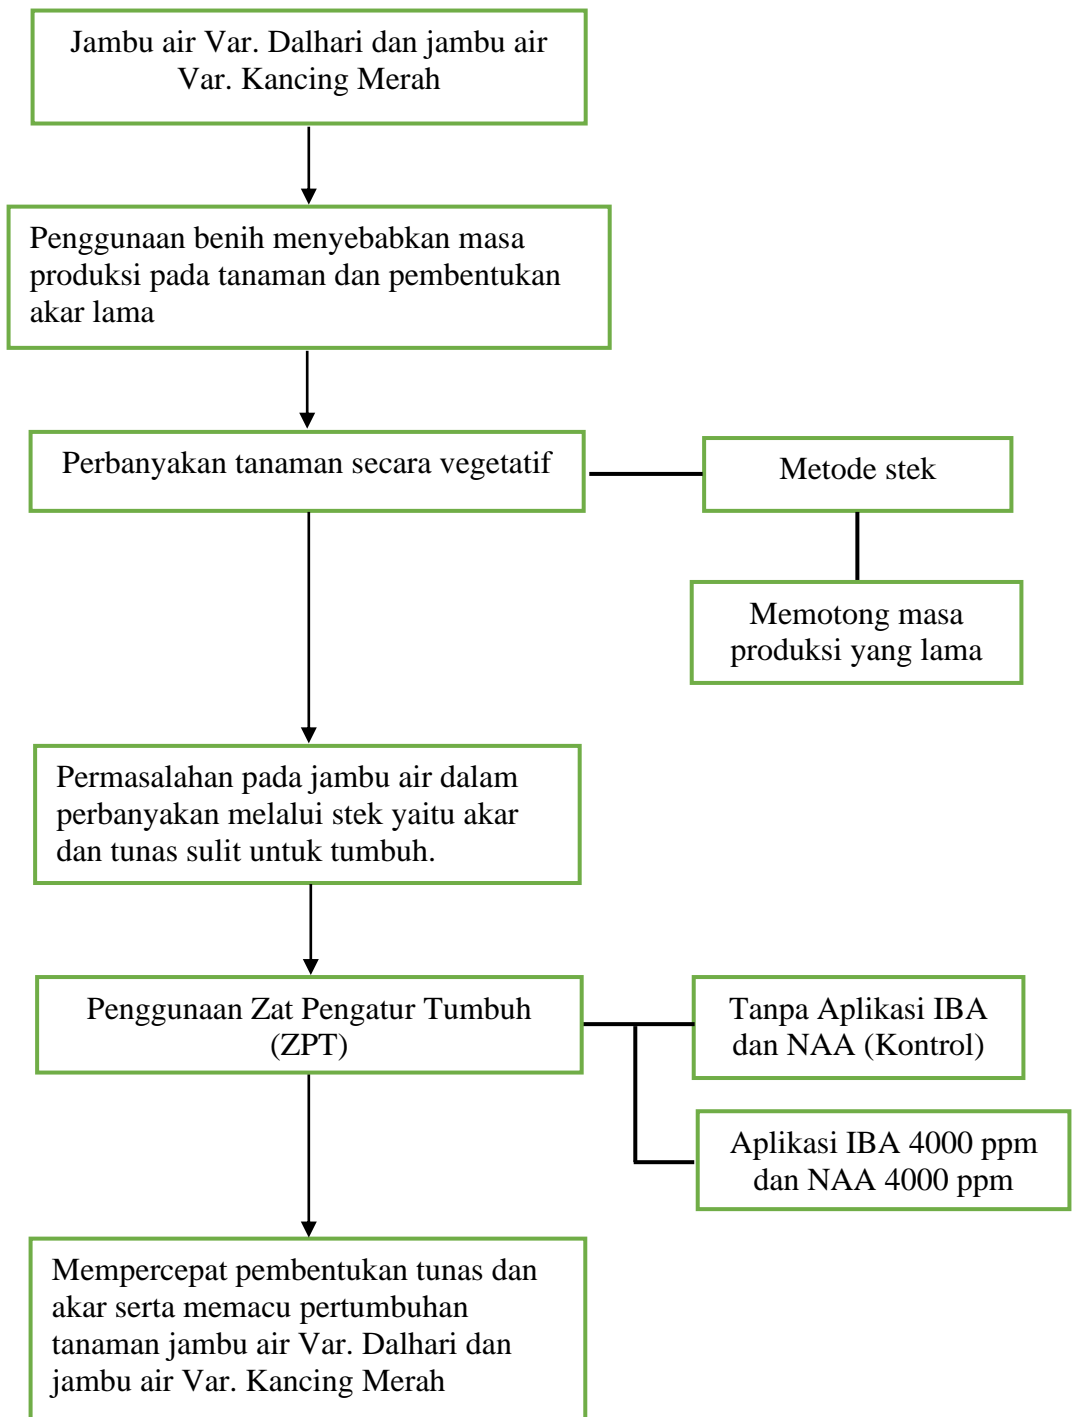 Jambu air Var. Dalhari dan jambu air
Var. Kancing Merah
Penggunaan benih menyebabkan masa
produksi pada tanaman dan pembentukan
akar lama
Perbanyakan tanaman secara vegetatif
Metode stek
Memotong masa
produksi yang lama
Permasalahan pada jambu air dalam
perbanyakan melalui stek yaitu akar
dan tunas sulit untuk tumbuh.
Penggunaan Zat Pengatur Tumbuh
(ZPT)
Tanpa Aplikasi IBA
dan NAA (Kontrol)
Aplikasi IBA 4000 ppm
dan NAA 4000 ppm
Mempercepat pembentukan tunas dan
akar serta memacu pertumbuhan
tanaman jambu air Var. Dalhari dan
jambu air Var. Kancing Merah